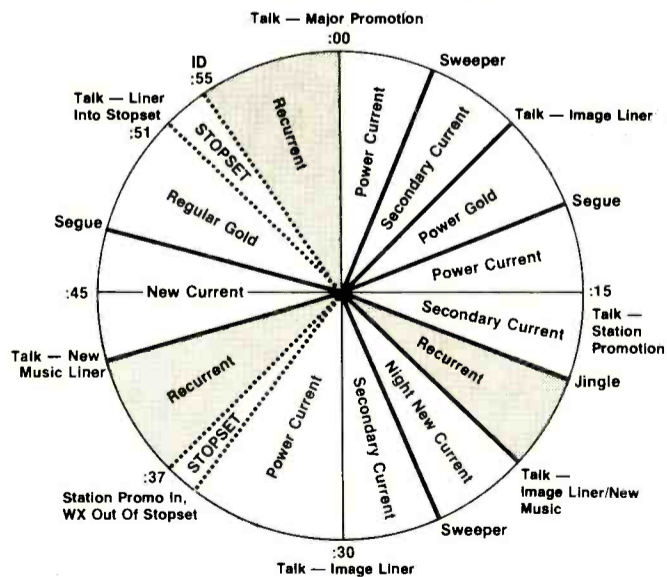 Talk — Major Promotion
:00
Sweeper
Power Current
Secondary Current
Talk — Image Liner
Power Gold
Segue
Power Current
:15
Talk —
Station
Promotion
Secondary Current
Jingle
Recurrent
Talk —
Image Liner/New
Music
Night New Current
Sweeper
Secondary Current
:30
Talk — Image Liner
Power Current
STOPSET
:37
Station Promo In,
WX Out Of Stopset
Recurrent
Talk — New
Music Liner
New Current
:45
Segue
Regular Gold
Talk — Liner
Into Stopset
:51
STOPSET
ID
:55
Recurrent